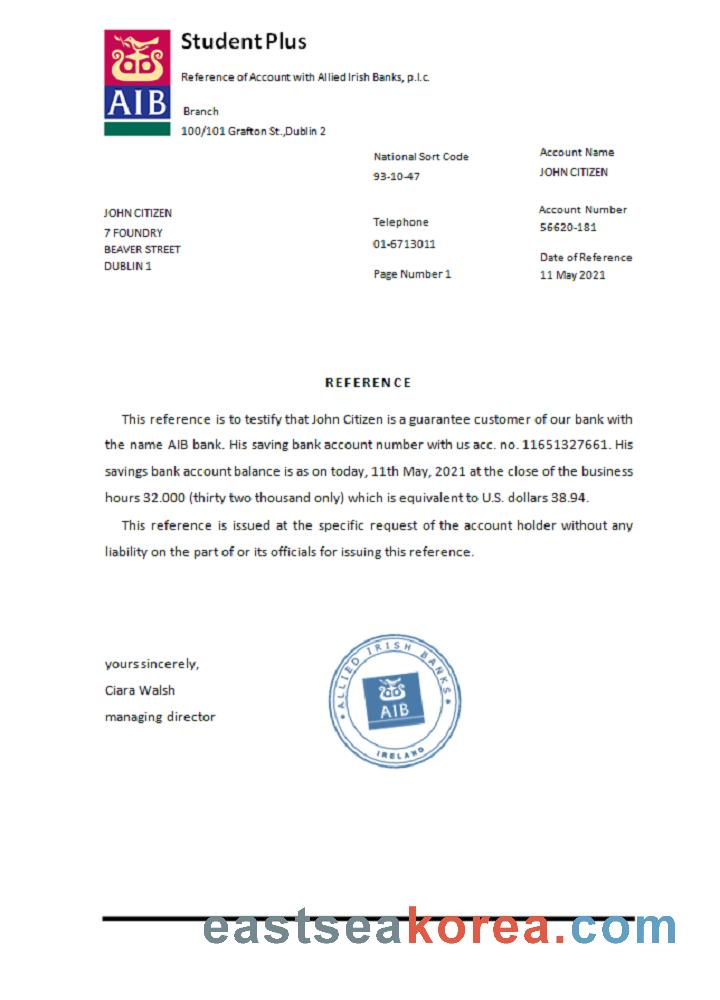 StudentPlus
Reference of Account with Allied Irish Banks, p.l.c.
AIB
Branch
100/101 Grafton St.,Dublin 2
National Sort Code
93-10-47
Account Name
JOHN CITIZEN
JOHN CITIZEN
7 FOUNDRY
BEAVER STREET
DUBLIN 1
Telephone
01-6713011
Page Number 1
Account Number
56620-181
Date of Reference
11 May 2021
REFERENCE
This reference is to testify that John Citizen is a guarantee customer of our bank with
the name AIB bank. His saving bank account number with us acc. no. 11651327661. His
savings bank account balance is as on today, 11th May, 2021 at the close of the business
hours 32.000 (thirty two thousand only) which is equivalent to U.S. dollars 38.94.
This reference is issued at the specific request of the account holder without any
liability on the part of or its officials for issuing this reference.
yours sincerely,
Ciara Walsh
managing director
ALLIED IRISH BANKS
AIB
IRELAND
eastseakorea.com